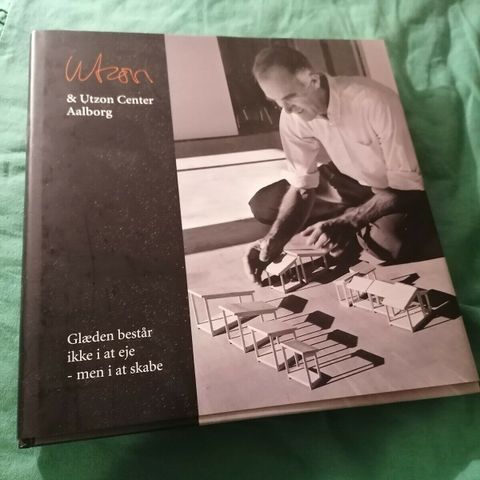 Utzon
& Utzon Center
Aalborg
Glæden består
ikke i at eje
- men i at skabe